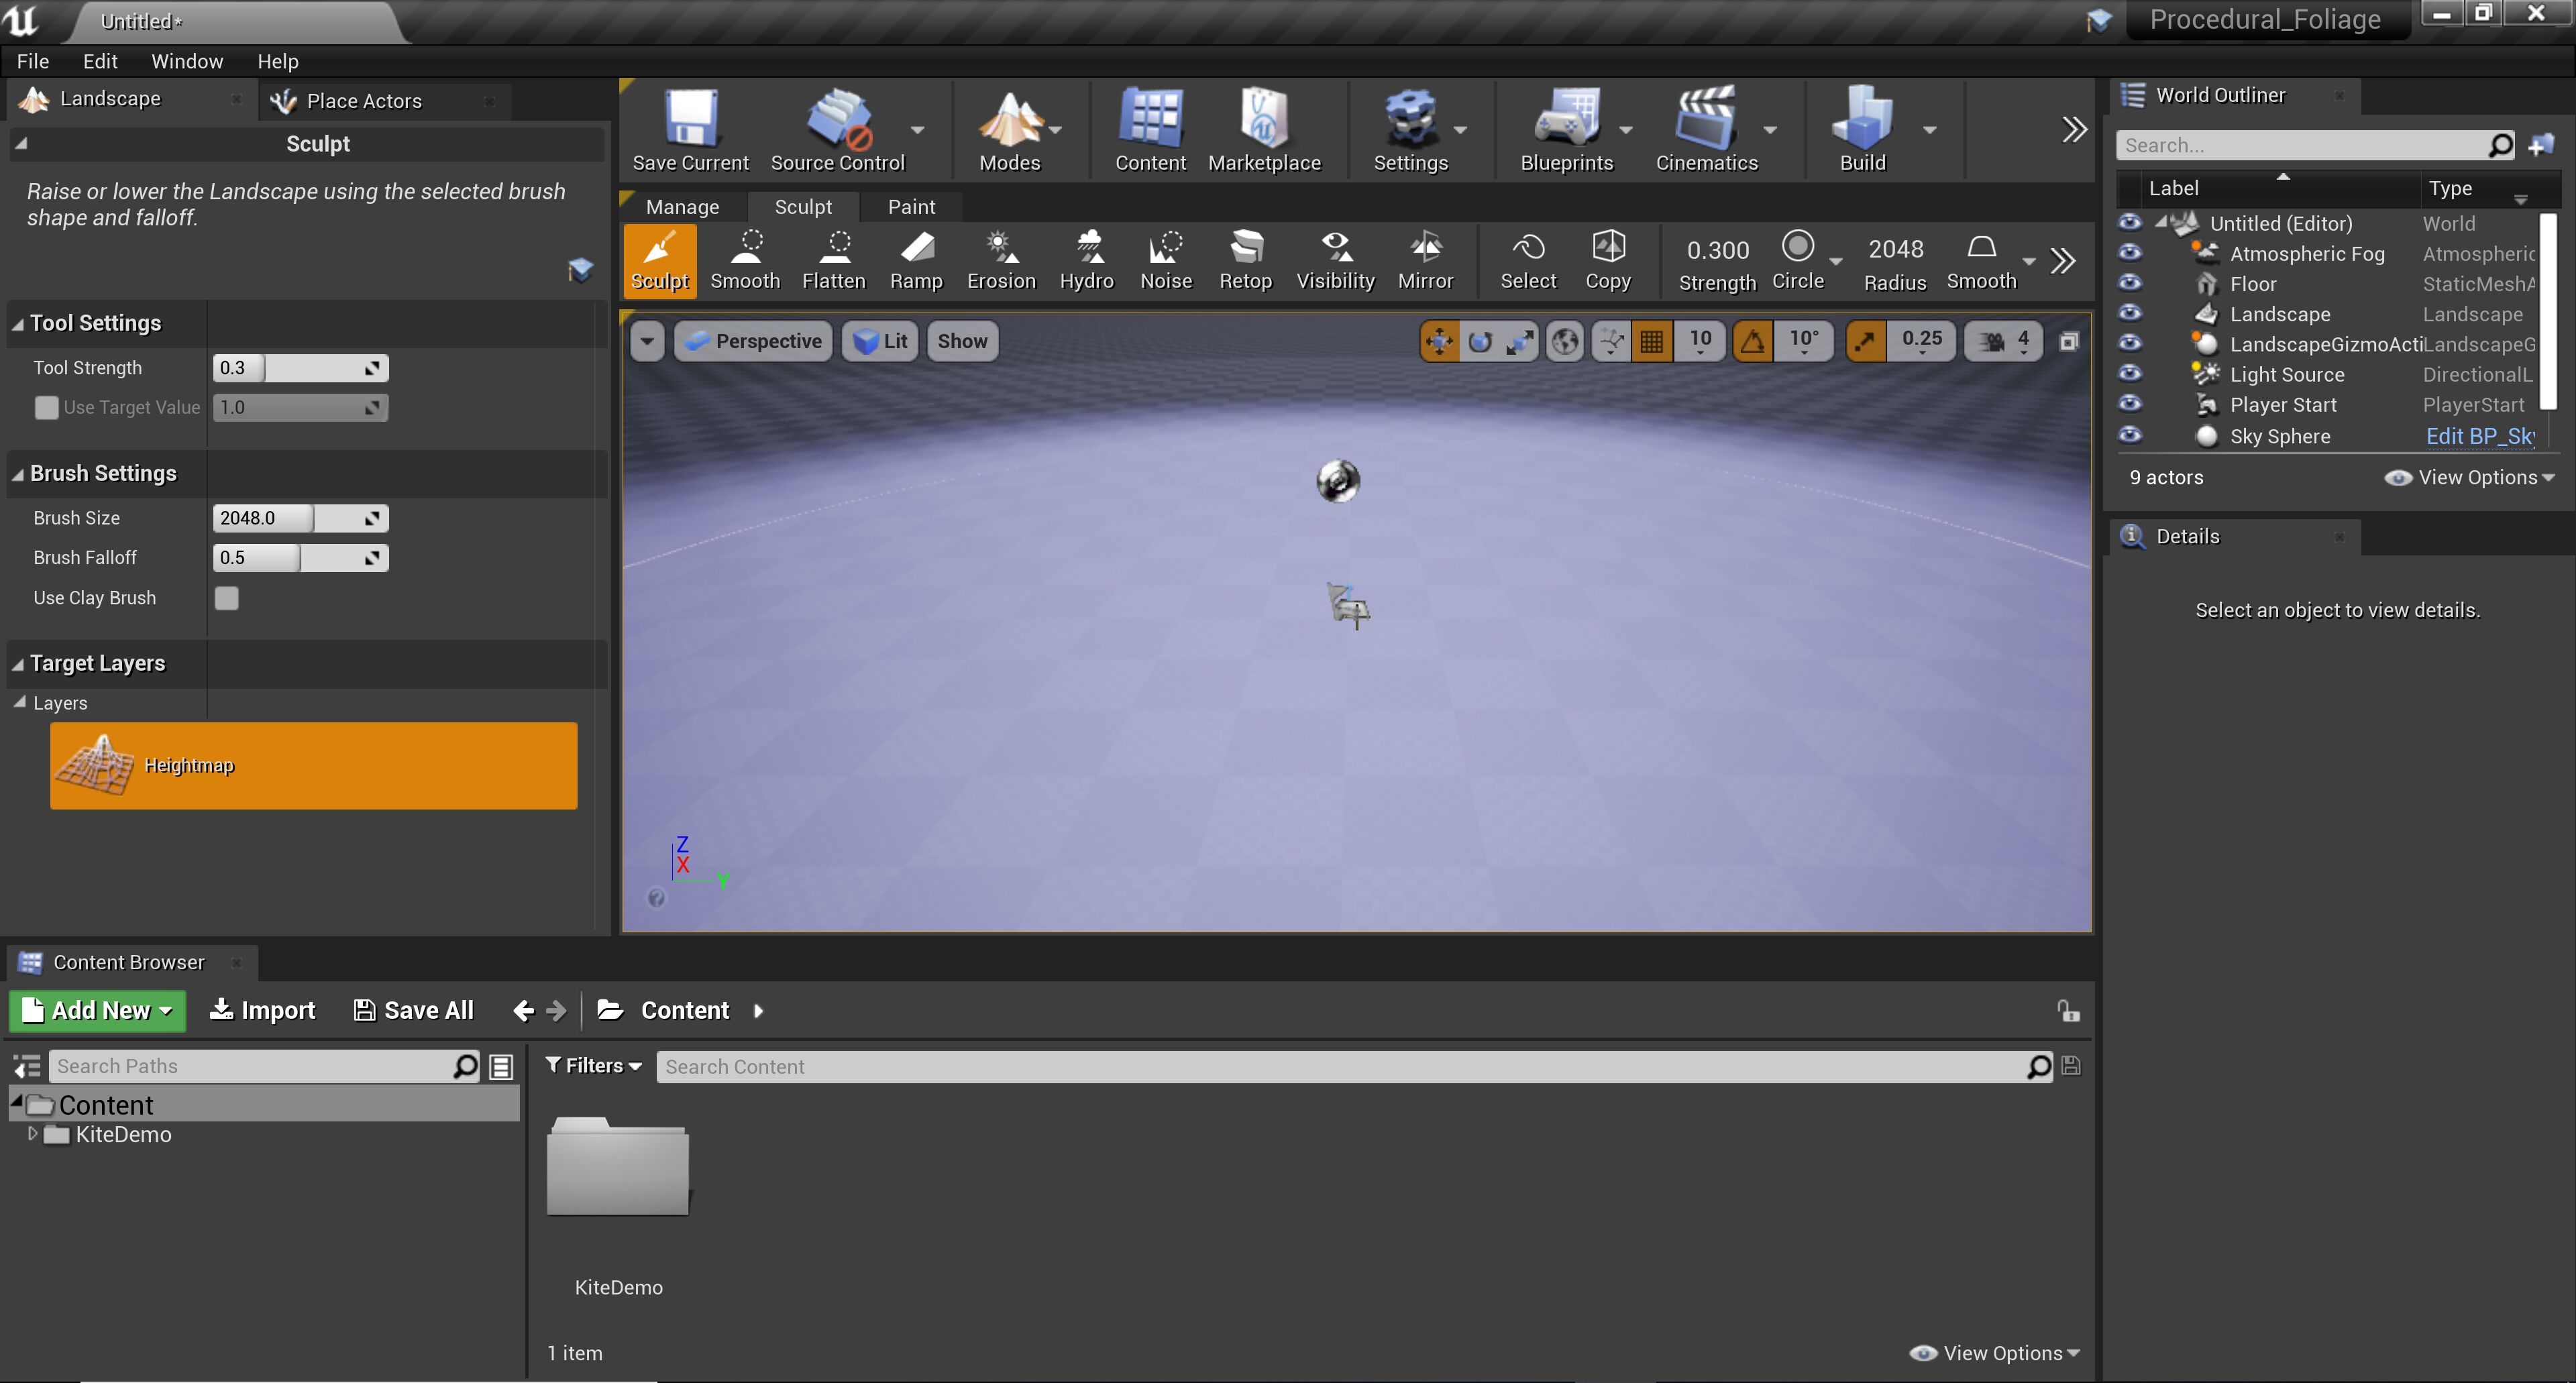 Untitled*
Procedural_Foliage
File Edit Window Help
Landscape
Place Actors
Sculpt
Raise or lower the Landscape using the selected brush
shape and falloff.
Tool Settings
Tool Strength 0.3
Use Target Value 1.0
Brush Settings
Brush Size 2048.0
Brush Falloff 0.5
Use Clay Brush
Target Layers
Layers
Heightmap
Save Current Source Control Modes Content Marketplace Settings Blueprints Cinematics Build
Manage Sculpt Paint
Sculpt Smooth Flatten Ramp Erosion Hydro Noise Retop Visibility Mirror Select Copy
0.300 2048
Strength Circle Radius Smooth
Perspective Lit Show 10 10° 0.25 4
Z
X
Y
World Outliner
Search...
Label Type
Untitled (Editor) World
Atmospheric Fog Atmospheric
Floor StaticMeshA
Landscape Landscape
LandscapeGizmoActi LandscapeG
Light Source DirectionalL
Player Start PlayerStart
Sky Sphere Edit BP_Sky
9 actors View Options
Details
Select an object to view details.
Content Browser
Add New Import Save All Content
Search Paths
Content
KiteDemo
Filters Search Content
KiteDemo
1 item View Options